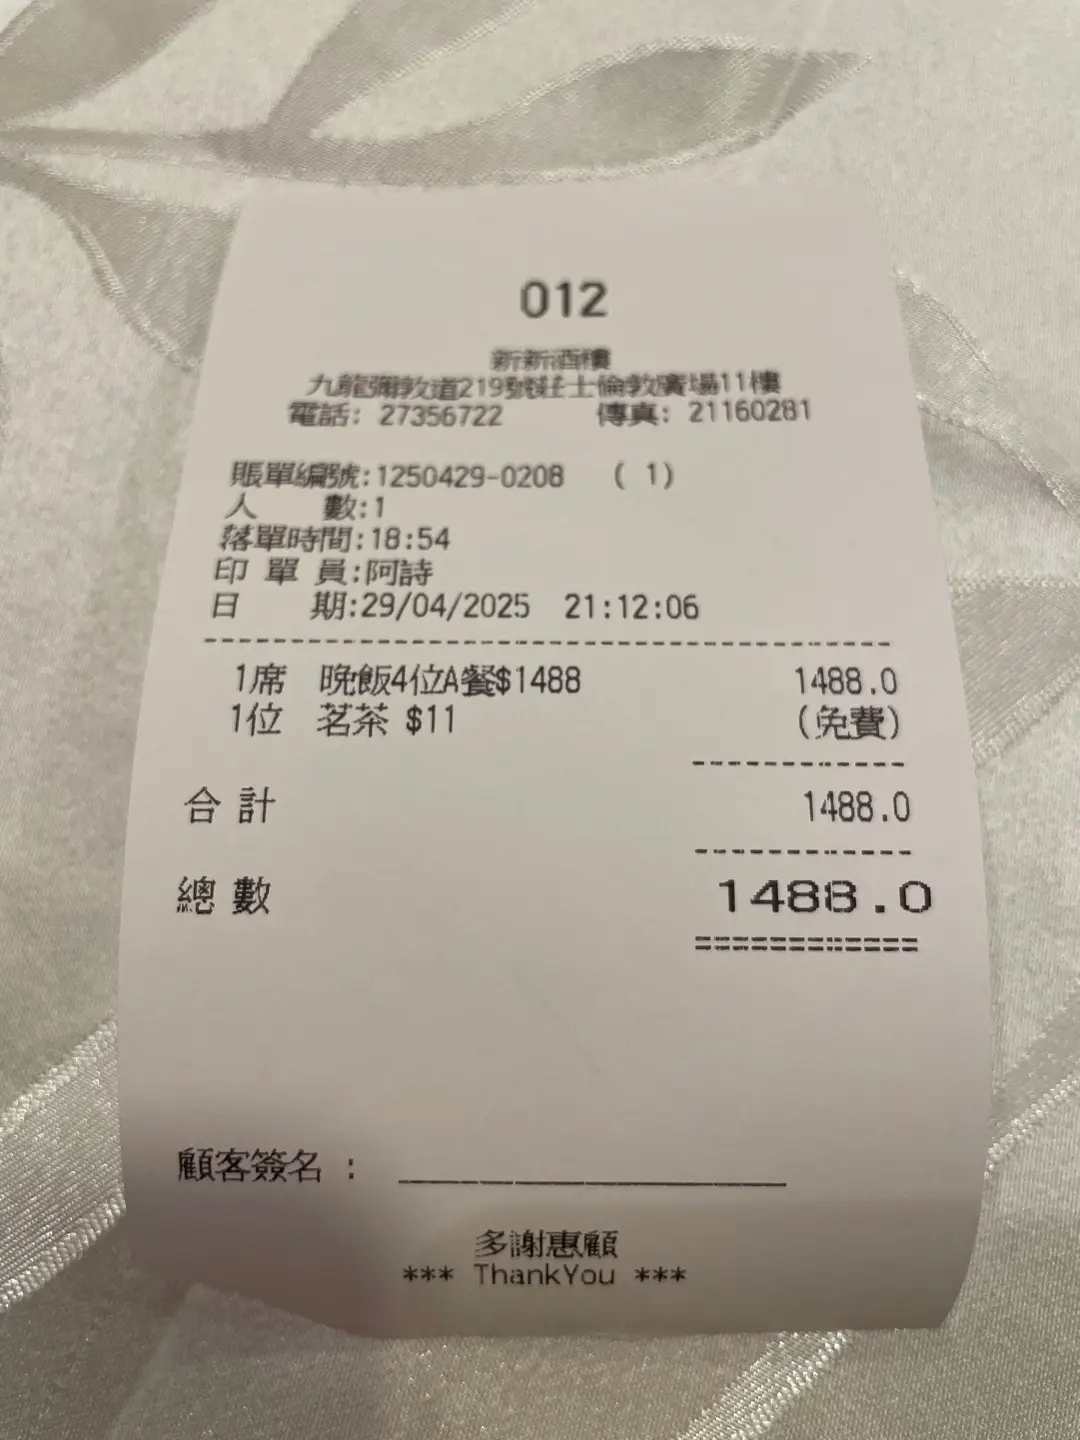 012
新新酒樓
九龍彌敦道219號莊士倫敦廣場11樓
電話: 27356722 傳真: 21160281
賬單編號:1250429-0208 ( 1)
人 數:1
落單時間:18:54
印 單 員:阿詩
日 期:29/04/2025 21:12:06
1席 晚飯4位A餐$1488 1488.0
1位 茗茶 $11 (免費)
合 計 1488.0
總 數 1488.0
顧客簽名 :
多謝惠顧
*** ThankYou ***